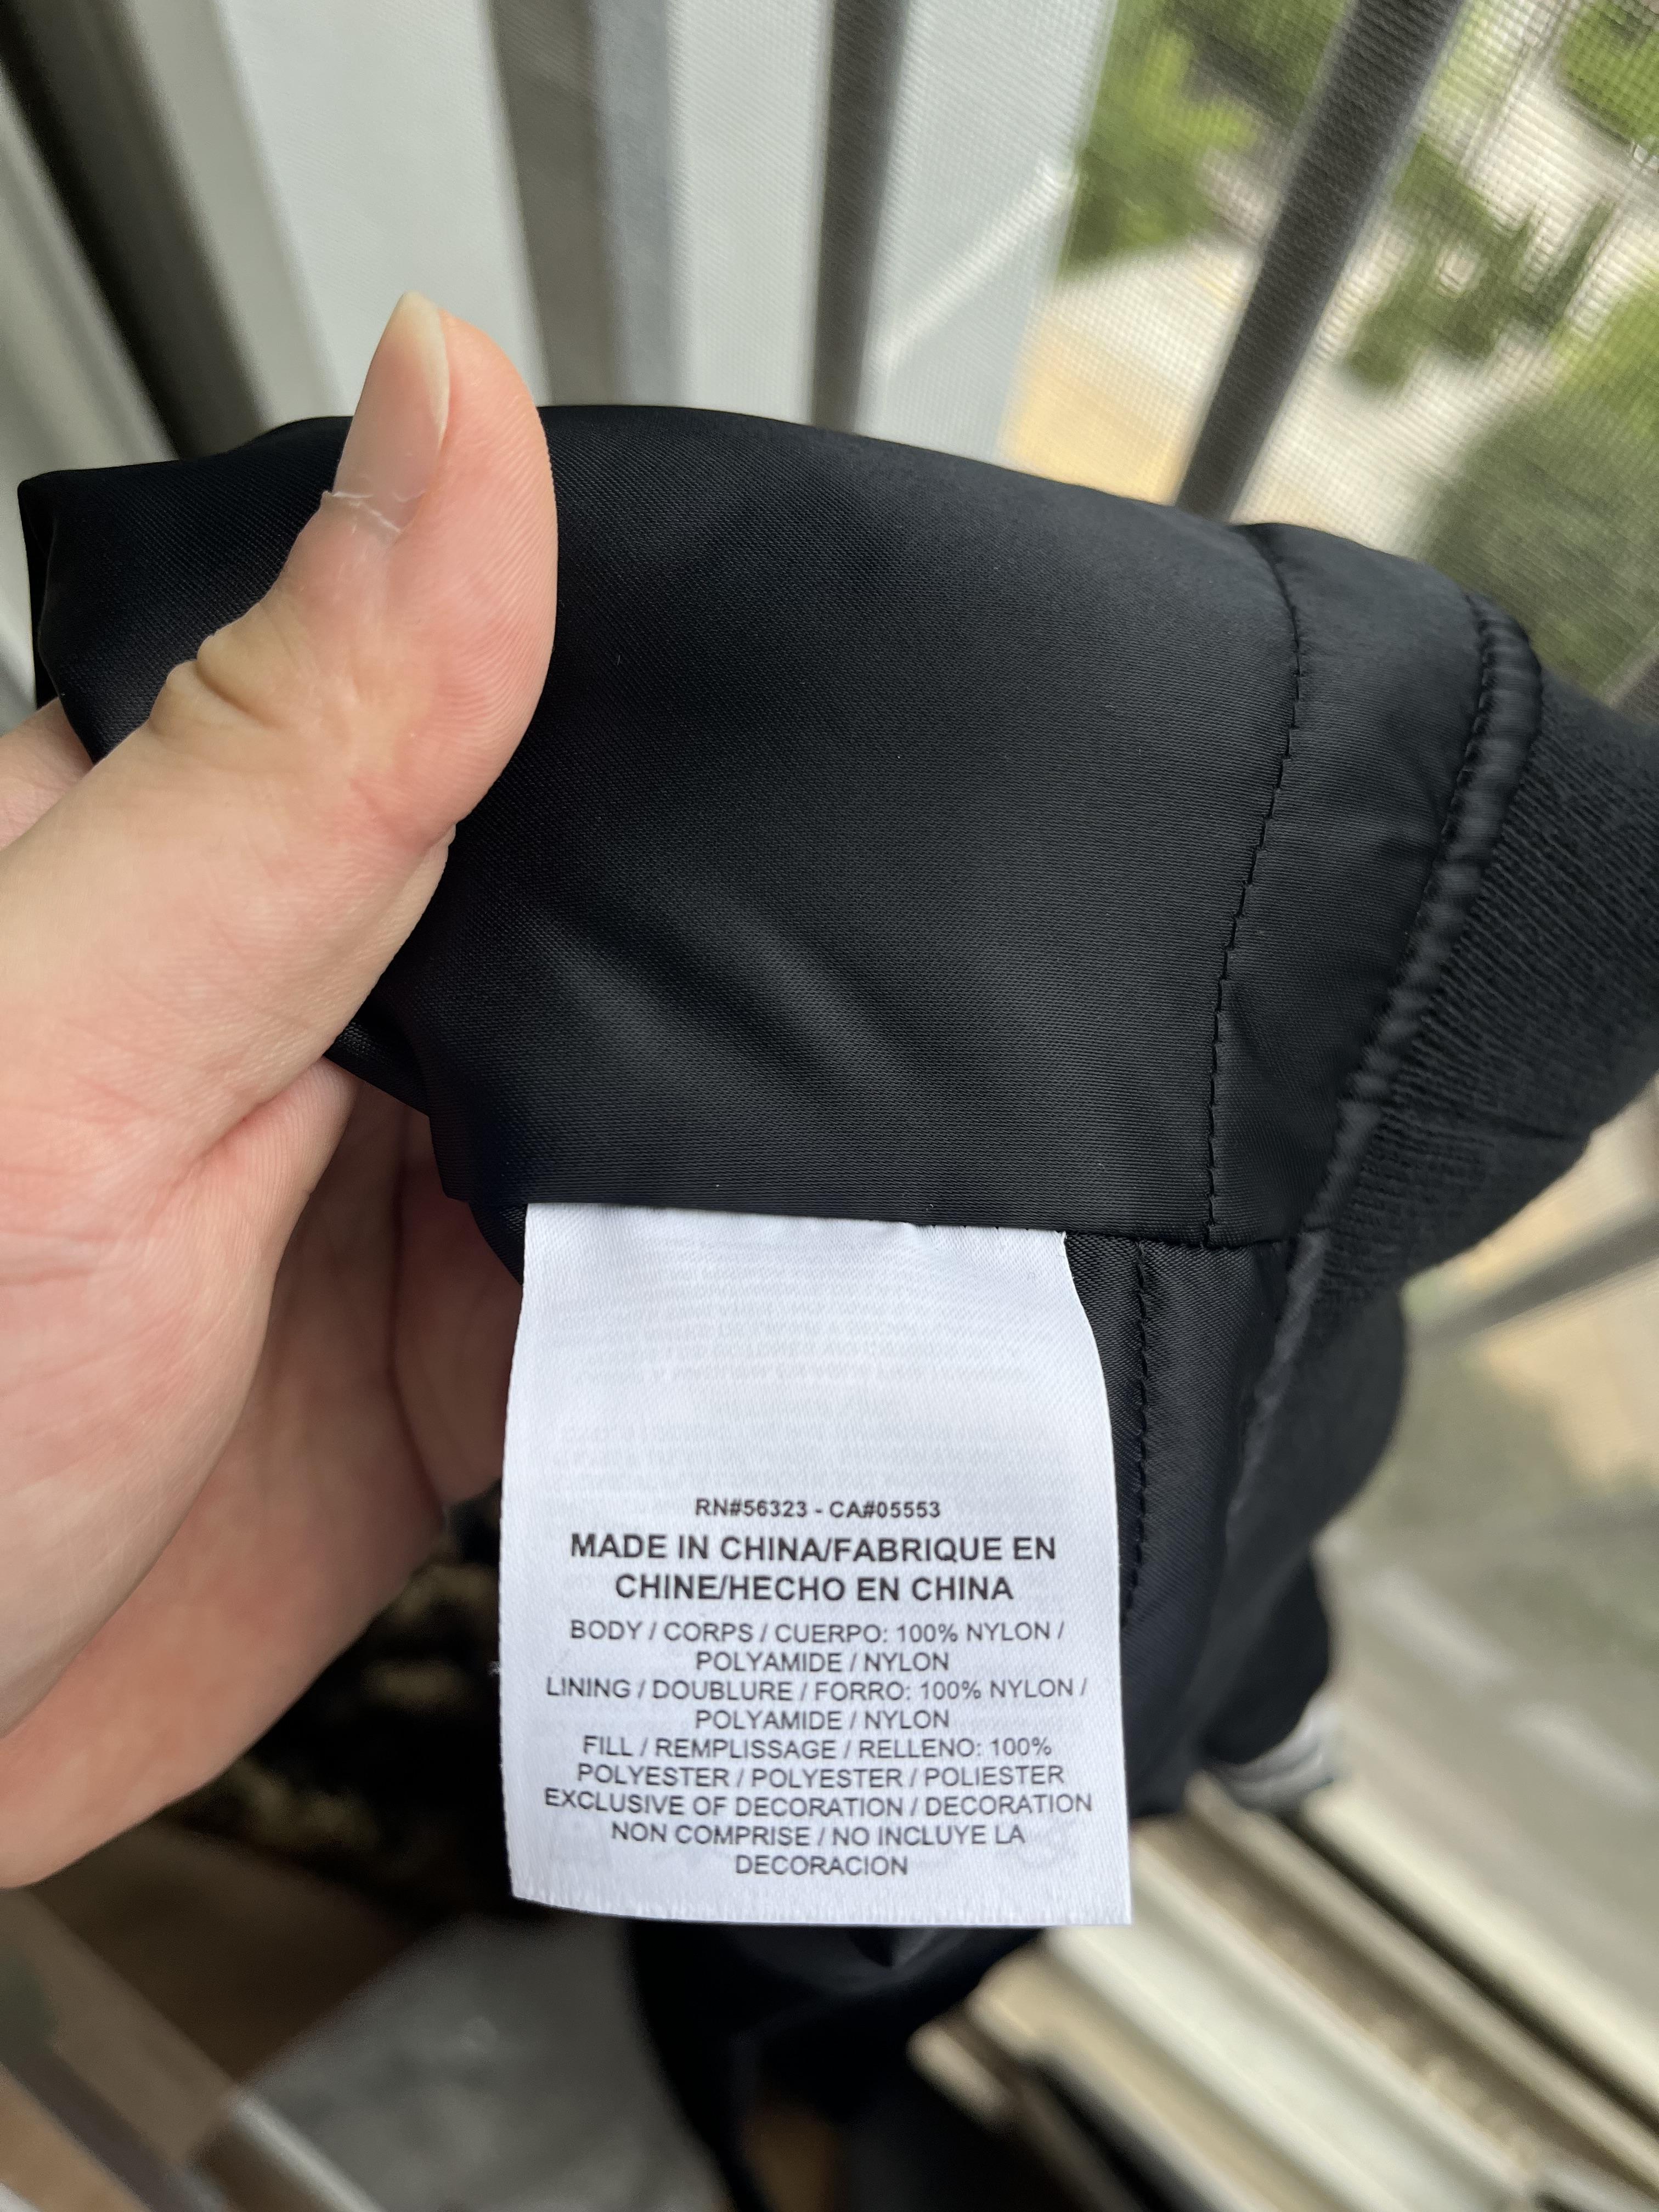 RN#56323 - CA#05553
MADE IN CHINA/FABRIQUE EN
CHINE/HECHO EN CHINA
BODY / CORPS / CUERPO: 100% NYLON /
POLYAMIDE / NYLON
LINING / DOUBLURE / FORRO: 100% NYLON /
POLYAMIDE / NYLON
FILL / REMPLISSAGE / RELLENO: 100%
POLYESTER / POLYESTER / POLIESTER
EXCLUSIVE OF DECORATION / DECORATION
NON COMPRISE / NO INCLUYE LA
DECORACION